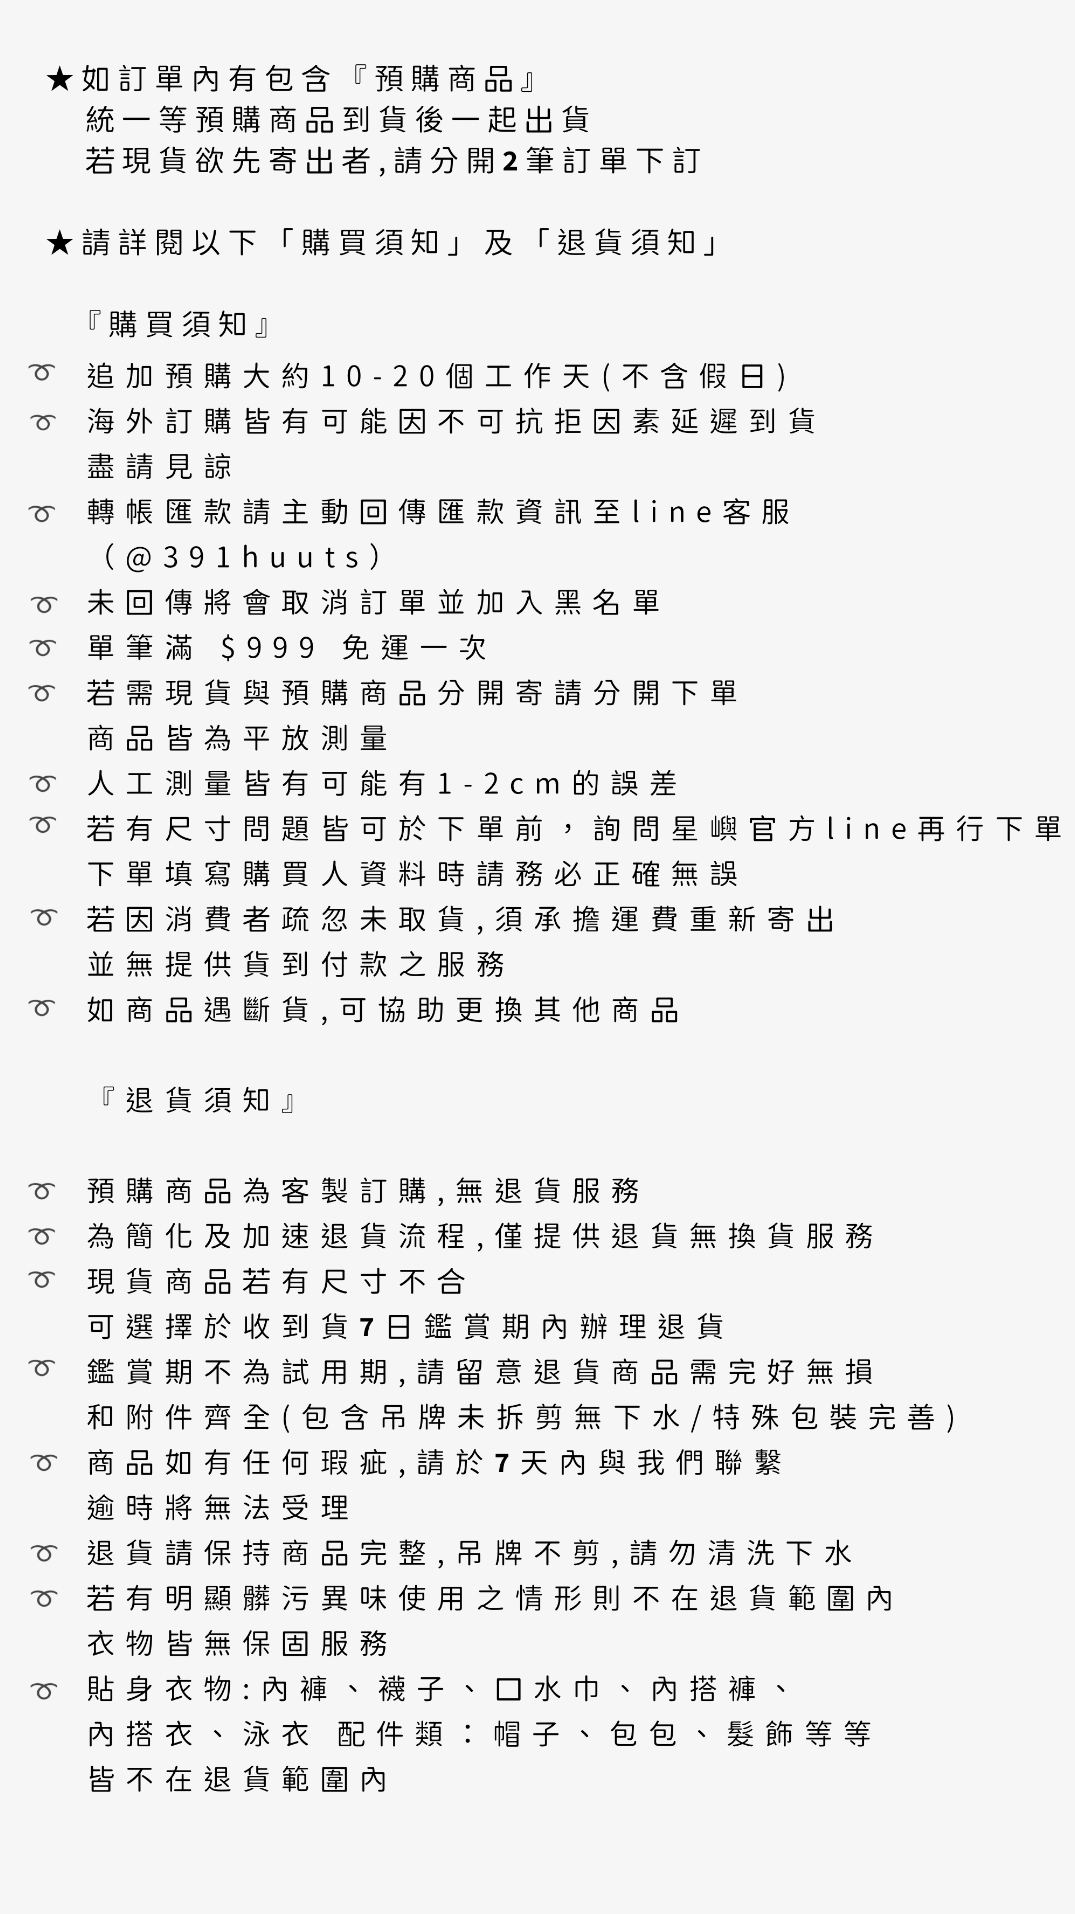 ★如訂單內有包含『預購商品』
統一等預購商品到貨後一起出貨
若現貨欲先寄出者,請分開2筆訂單下訂
★請詳閱以下「購買須知」及「退貨須知」
『購買須知』
追加預購大約10-20個工作天(不含假日)
海外訂購皆有可能因不可抗拒因素延遲到貨
盡請見諒
轉帳匯款請主動回傳匯款資訊至line客服
（@391huuts）
未回傳將會取消訂單並加入黑名單
單筆滿 $999 免運一次
若需現貨與預購商品分開寄請分開下單
商品皆為平放測量
人工測量皆有可能有1-2cm的誤差
若有尺寸問題皆可於下單前，詢問星嶼官方line再行下單
下單填寫購買人資料時請務必正確無誤
若因消費者疏忽未取貨,須承擔運費重新寄出
並無提供貨到付款之服務
如商品遇斷貨,可協助更換其他商品
『退貨須知』
預購商品為客製訂購,無退貨服務
為簡化及加速退貨流程,僅提供退貨無換貨服務
現貨商品若有尺寸不合
可選擇於收到貨7日鑑賞期內辦理退貨
鑑賞期不為試用期,請留意退貨商品需完好無損
和附件齊全(包含吊牌未拆剪無下水/特殊包裝完善)
商品如有任何瑕疵,請於7天內與我們聯繫
逾時將無法受理
退貨請保持商品完整,吊牌不剪,請勿清洗下水
若有明顯髒污異味使用之情形則不在退貨範圍內
衣物皆無保固服務
貼身衣物:內褲、襪子、口水巾、內搭褲、
內搭衣、泳衣 配件類：帽子、包包、髮飾等等
皆不在退貨範圍內